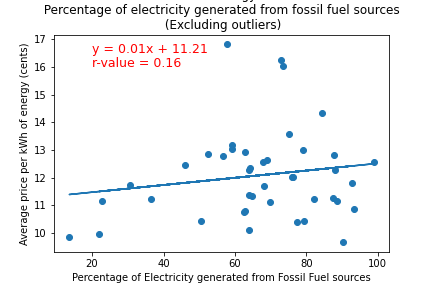 Percentage of electricity generated from fossil fuel sources
(Excluding outliers)
y = 0.01x + 11.21
r-value = 0.16
17
16
15
14
13
12
11
10
Average price per kWh of energy (cents)
20
40
60
80
100
Percentage of Electricity generated from Fossil Fuel sources